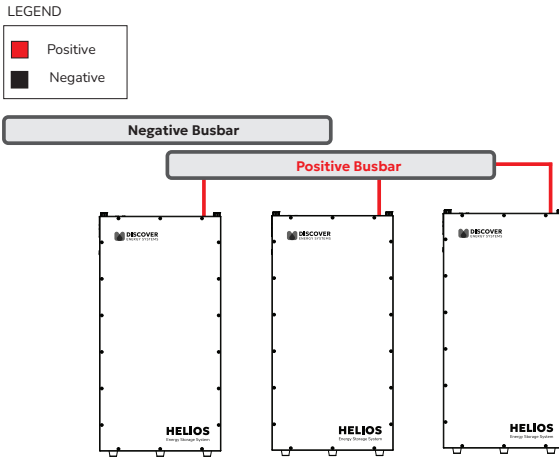 LEGEND
Positive
Negative
Negative Busbar
Positive Busbar
DISCOVER
ENERGY SYSTEMS
DISCOVER
ENERGY SYSTEMS
DISCOVER
ENERGY SYSTEMS
HELIOS
Energy Storage System
HELIOS
Energy Storage System
HELIOS
Energy Storage System